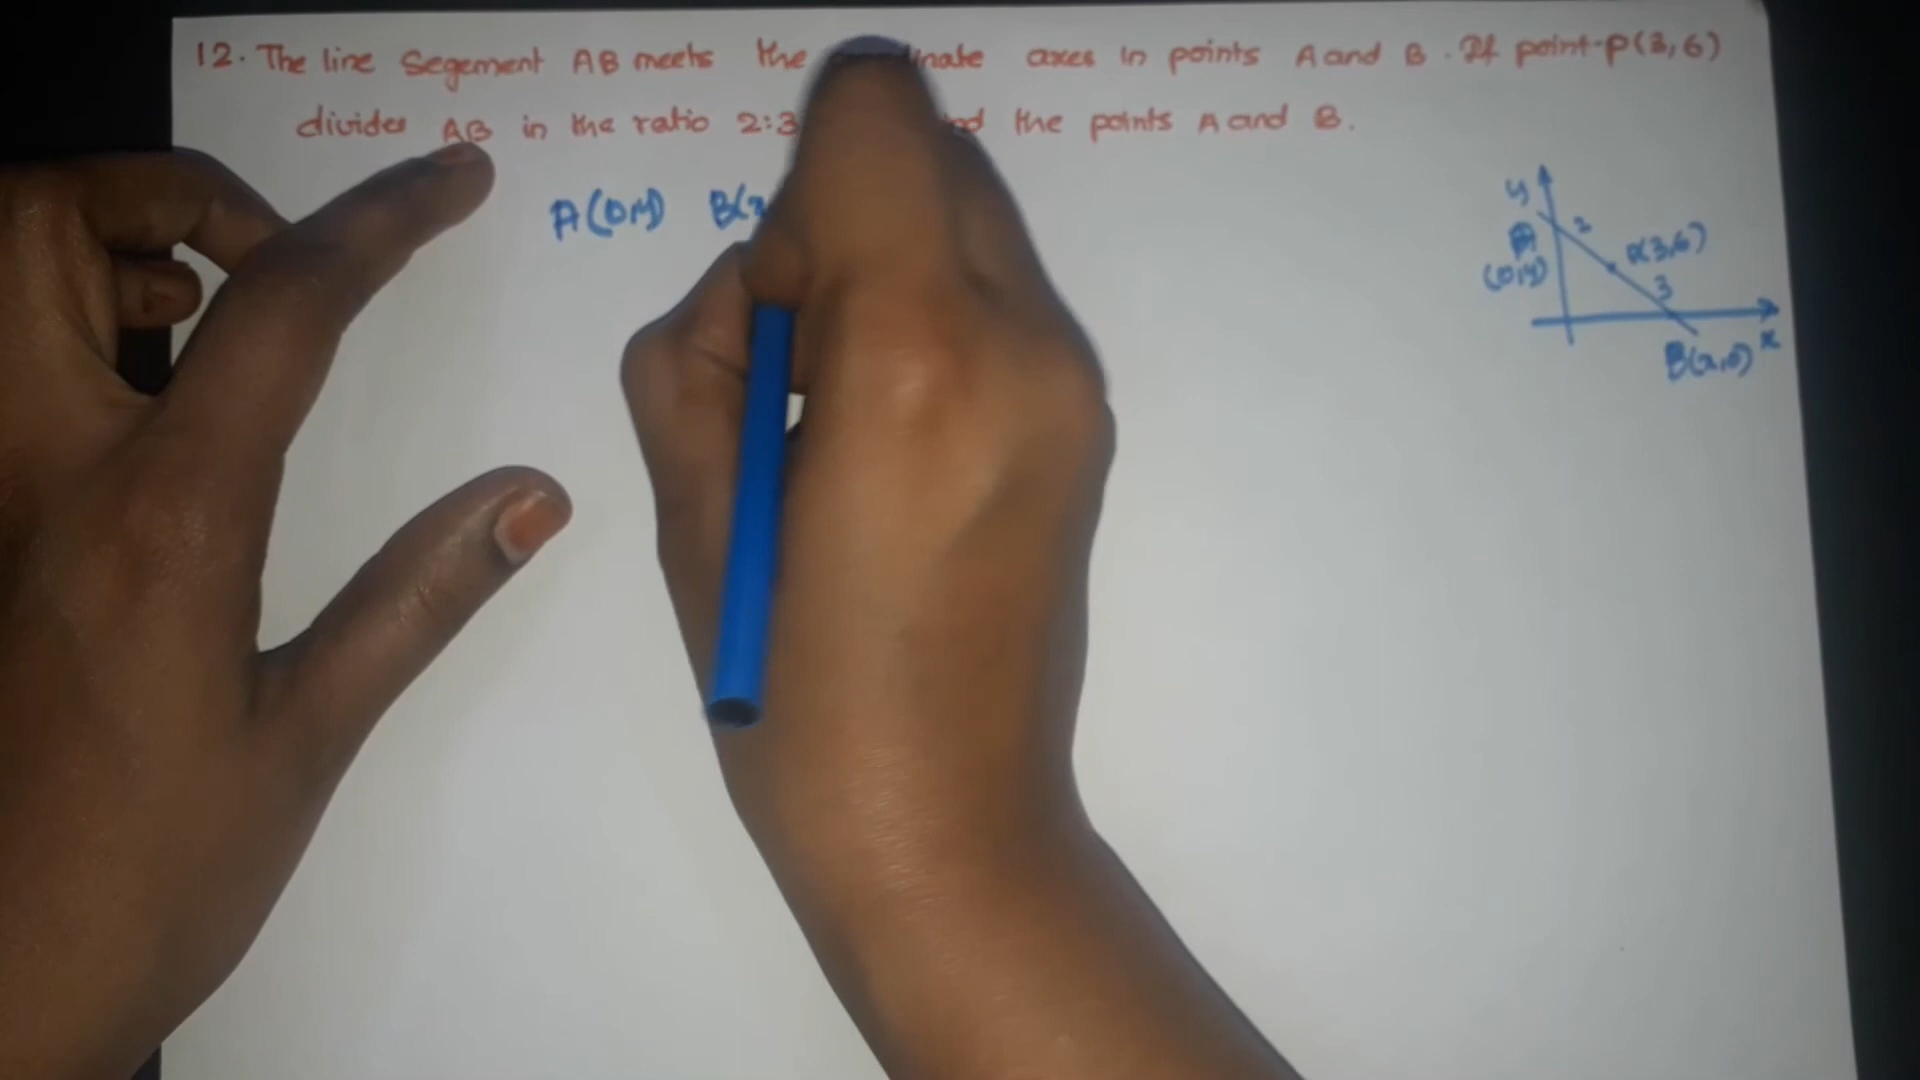 12. The line Segement AB meets the nate axes in points A and B. If point P(3,6)
divides AB in the ratio 2:3 the points A and B.
A(0,y) B(x
y
A
(0,y)
2
P(3,6)
3
B(x,0)
x